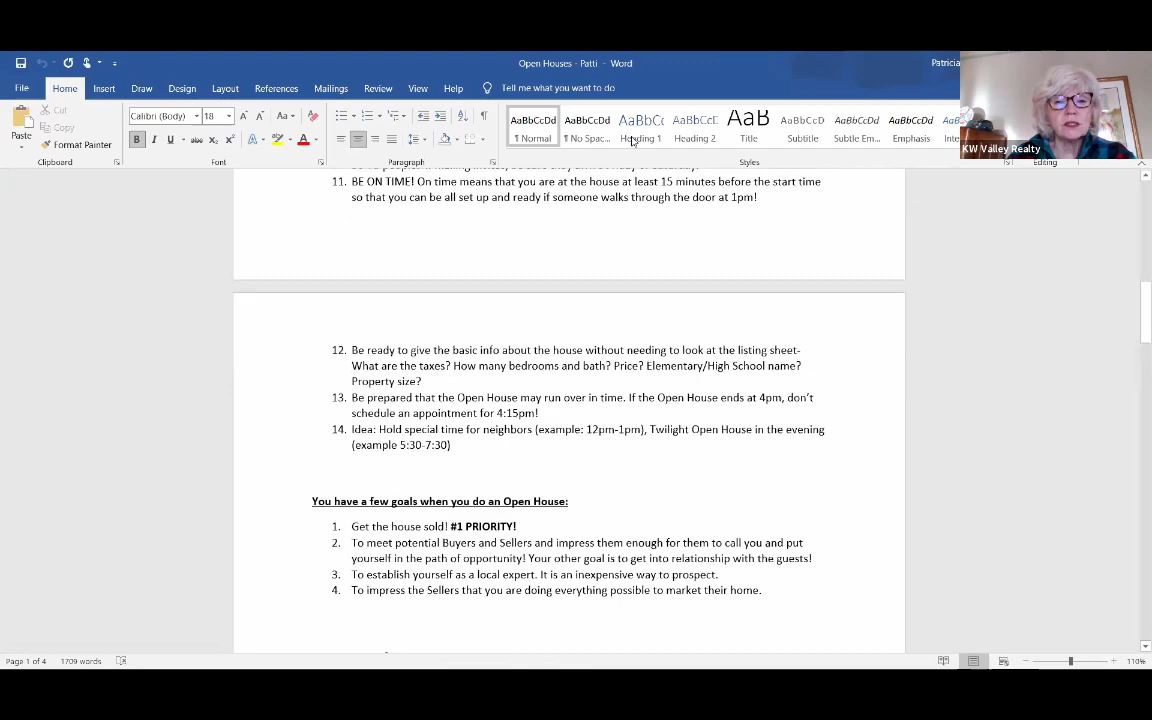 Open Houses - Patti - Word
Patricia
File Home Insert Draw Design Layout References Mailings Review View Help Tell me what you want to do
Paste
Cut
Copy
Format Painter
Calibri (Body) 18
AaBbCcDd AaBbCcDd AaBbCc AaBbCcD AaB AaBbCcD AaBbCcDd AaBbCcDd
¶ Normal ¶ No Spac... Heading 1 Heading 2 Title Subtitle Subtle Em... Emphasis
KW Valley Realty
Clipboard Font Paragraph Styles Editing
11. BE ON TIME! On time means that you are at the house at least 15 minutes before the start time
so that you can be all set up and ready if someone walks through the door at 1pm!
12. Be ready to give the basic info about the house without needing to look at the listing sheet-
What are the taxes? How many bedrooms and bath? Price? Elementary/High School name?
Property size?
13. Be prepared that the Open House may run over in time. If the Open House ends at 4pm, don't
schedule an appointment for 4:15pm!
14. Idea: Hold special time for neighbors (example: 12pm-1pm), Twilight Open House in the evening
(example 5:30-7:30)
You have a few goals when you do an Open House:
1. Get the house sold! #1 PRIORITY!
2. To meet potential Buyers and Sellers and impress them enough for them to call you and put
yourself in the path of opportunity! Your other goal is to get into relationship with the guests!
3. To establish yourself as a local expert. It is an inexpensive way to prospect.
4. To impress the Sellers that you are doing everything possible to market their home.
Page 1 of 4 1709 words 110%